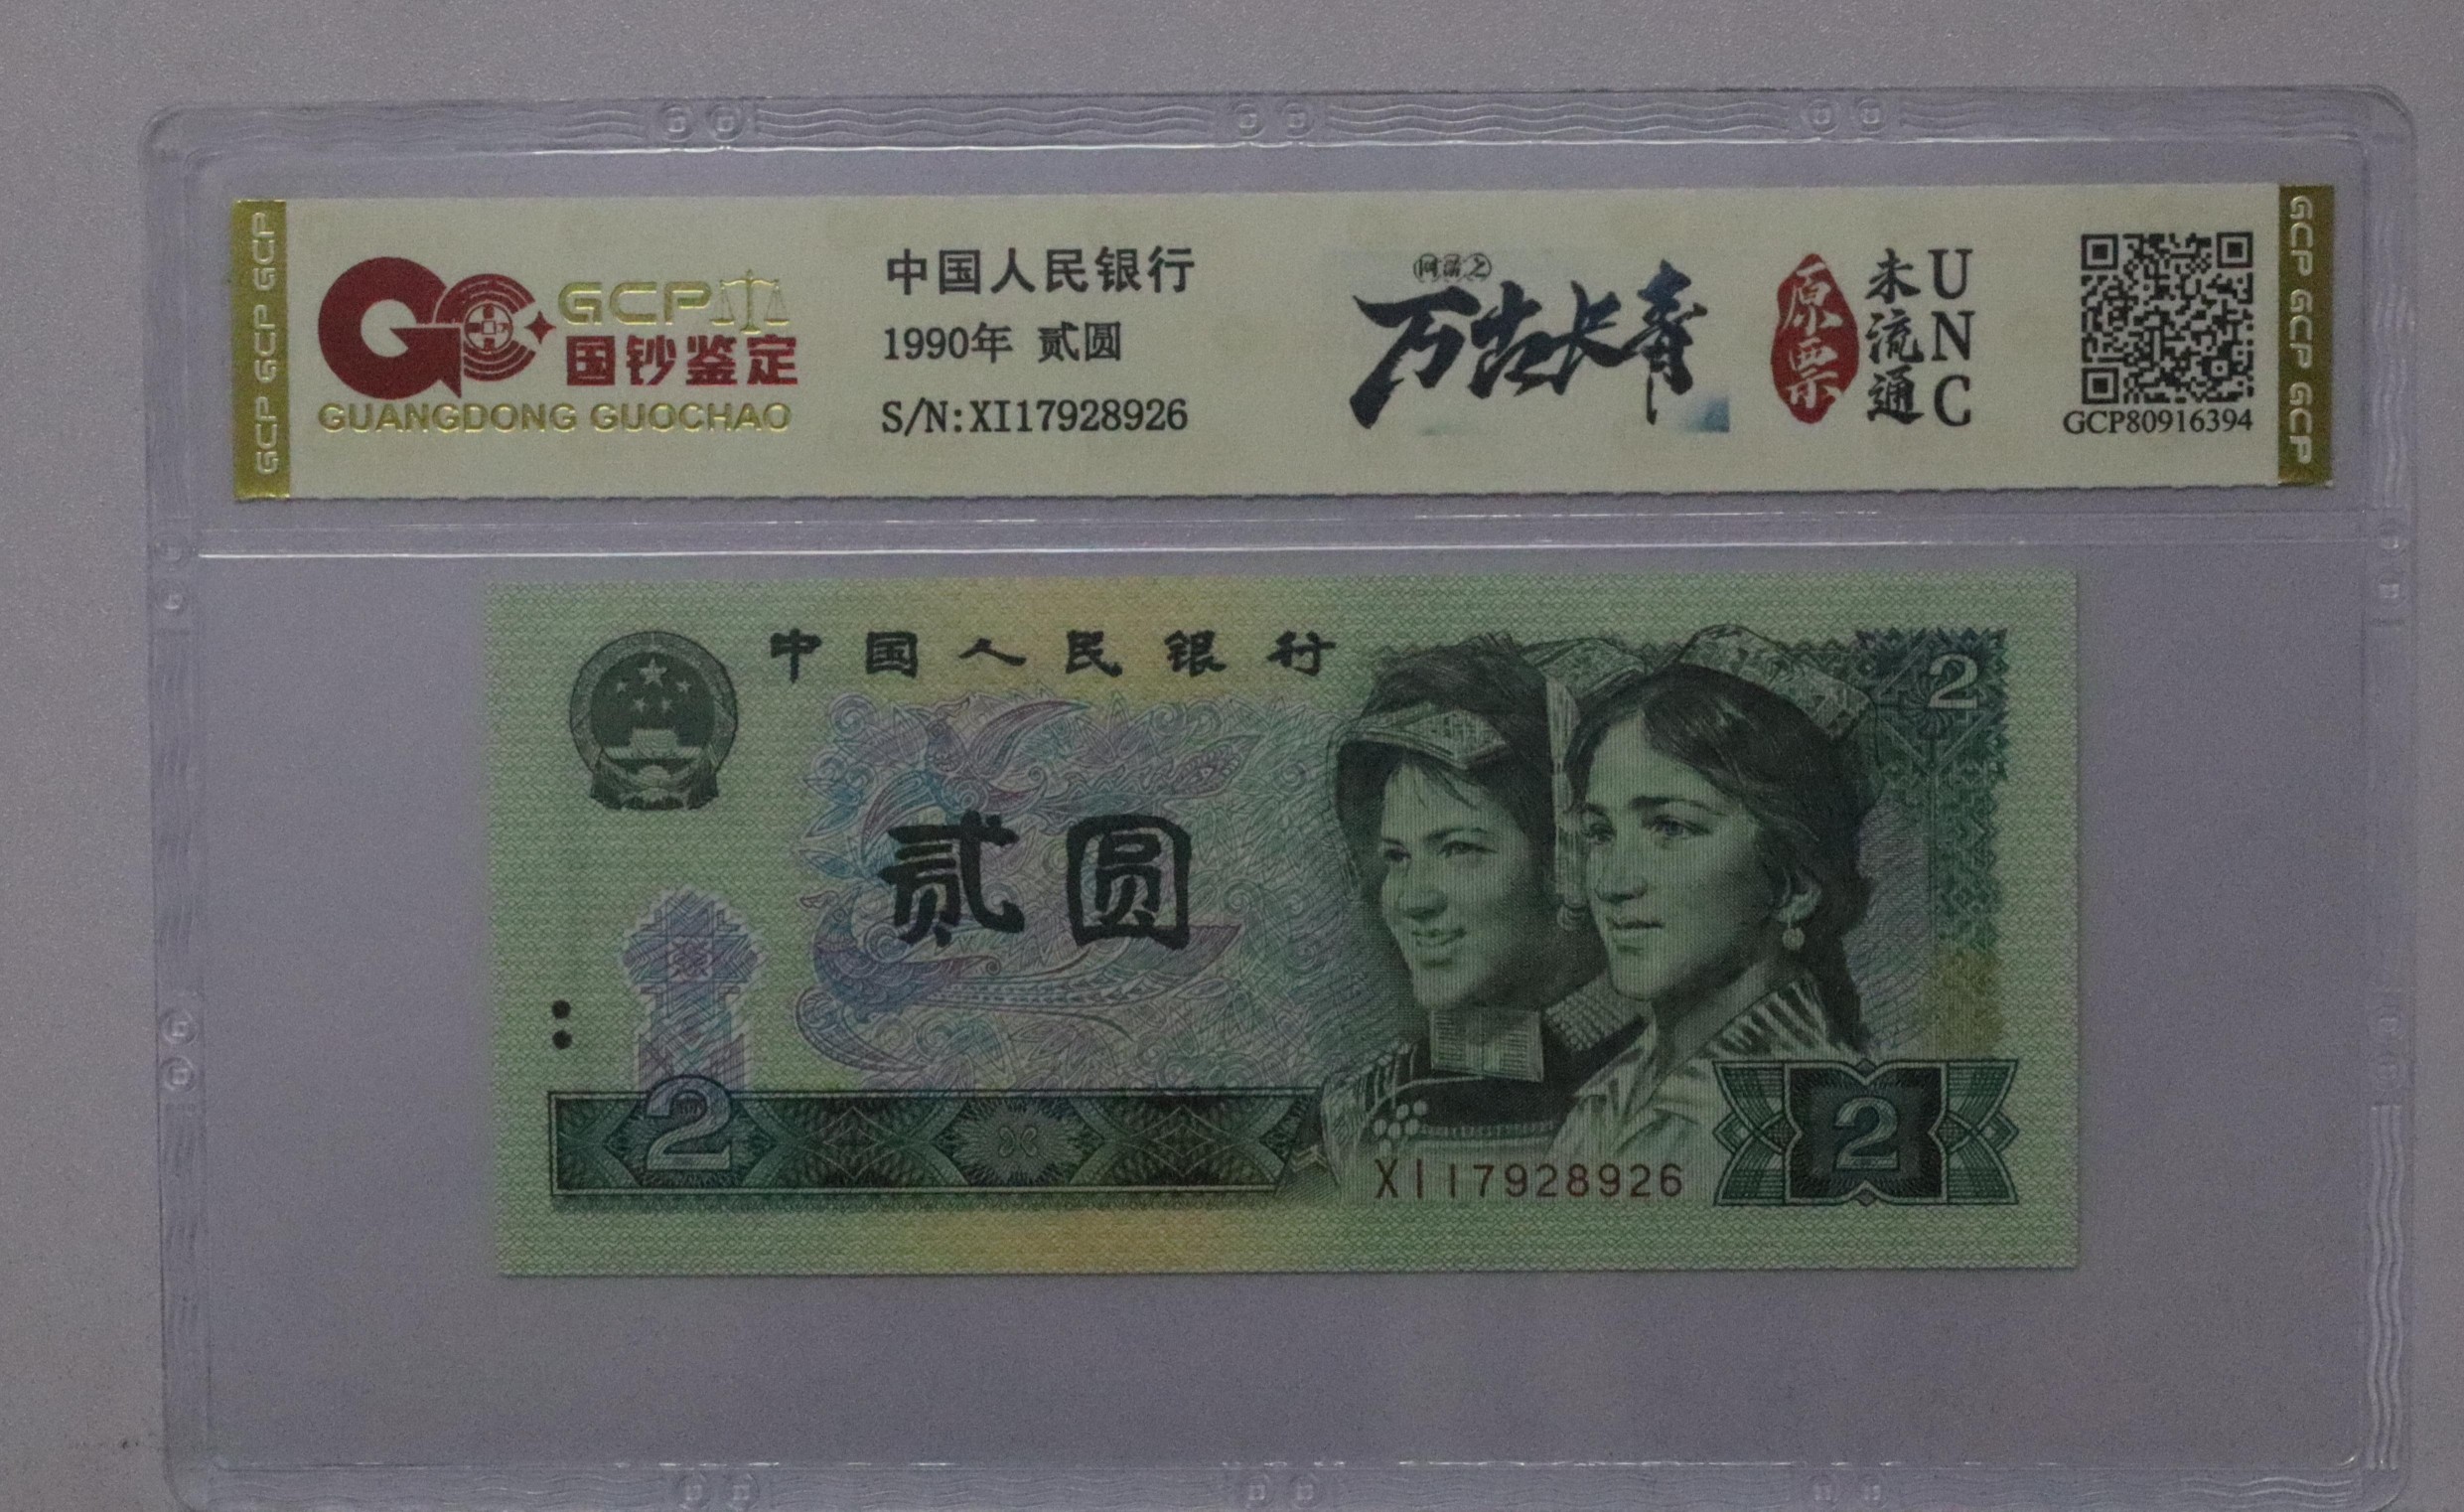 GCP GCP GCP
GCP
国钞鉴定
GUANGDONG GUOCHAO
中国人民银行
1990年 贰圆
S/N:XI17928926
万古长青
原票
未流通
UNC
GCP80916394
GCP GCP GCP
中国人民银行
2
贰圆
2
XI17928926
2